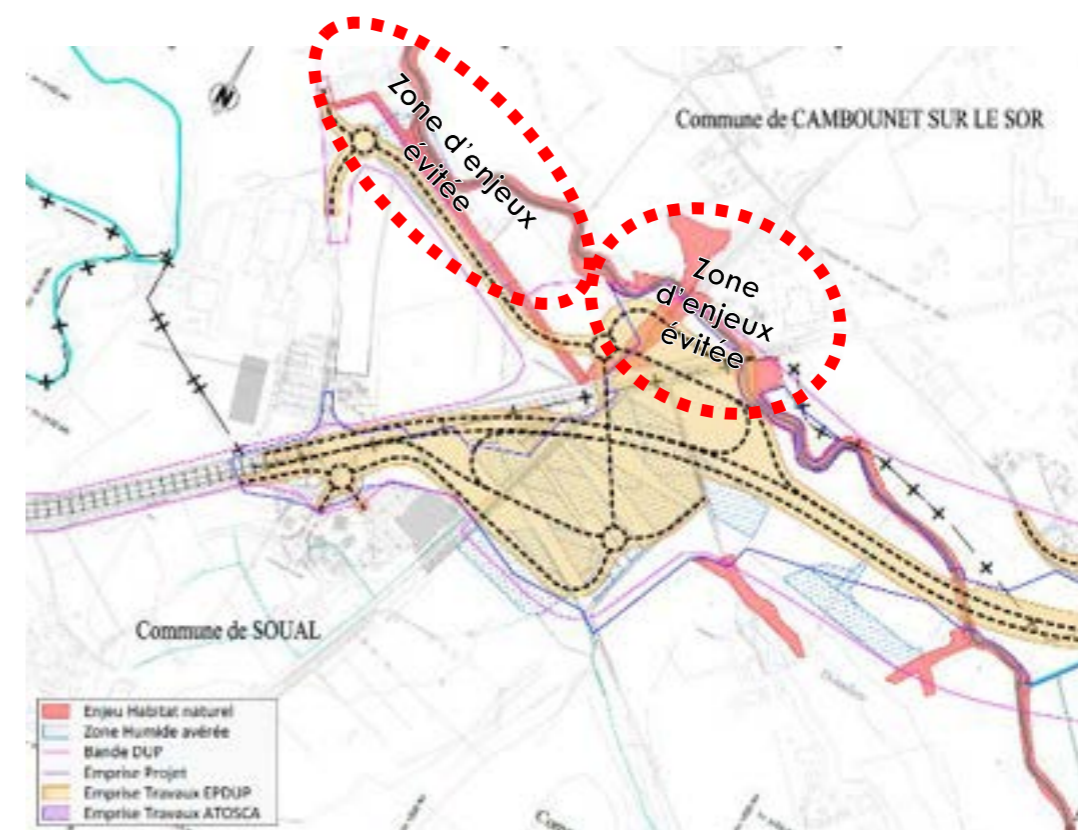 N
Commune de CAMBOUNET SUR LE SOR
Zone d'enjeux
évitée
Zone
d'enjeux
évitée
Commune de SOUAL
Enjeu Habitat naturel
Zone Humide avérée
Bande DUP
Emprise Projet
Emprise Travaux EPDUP
Emprise Travaux ATOSCA